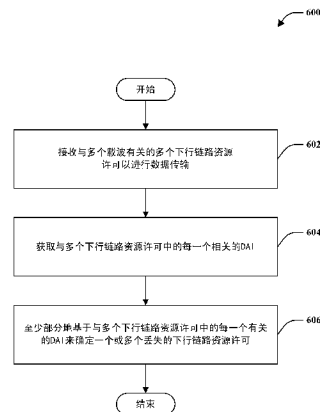 600
开始
接收与多个载波有关的多个下行链路资源
许可以进行数据传输
602
获取与多个下行链路资源许可中的每一个相关的DAI
604
至少部分地基于与多个下行链路资源许可中的每一个有关
的DAI来确定一个或多个丢失的下行链路资源许可
606
结束